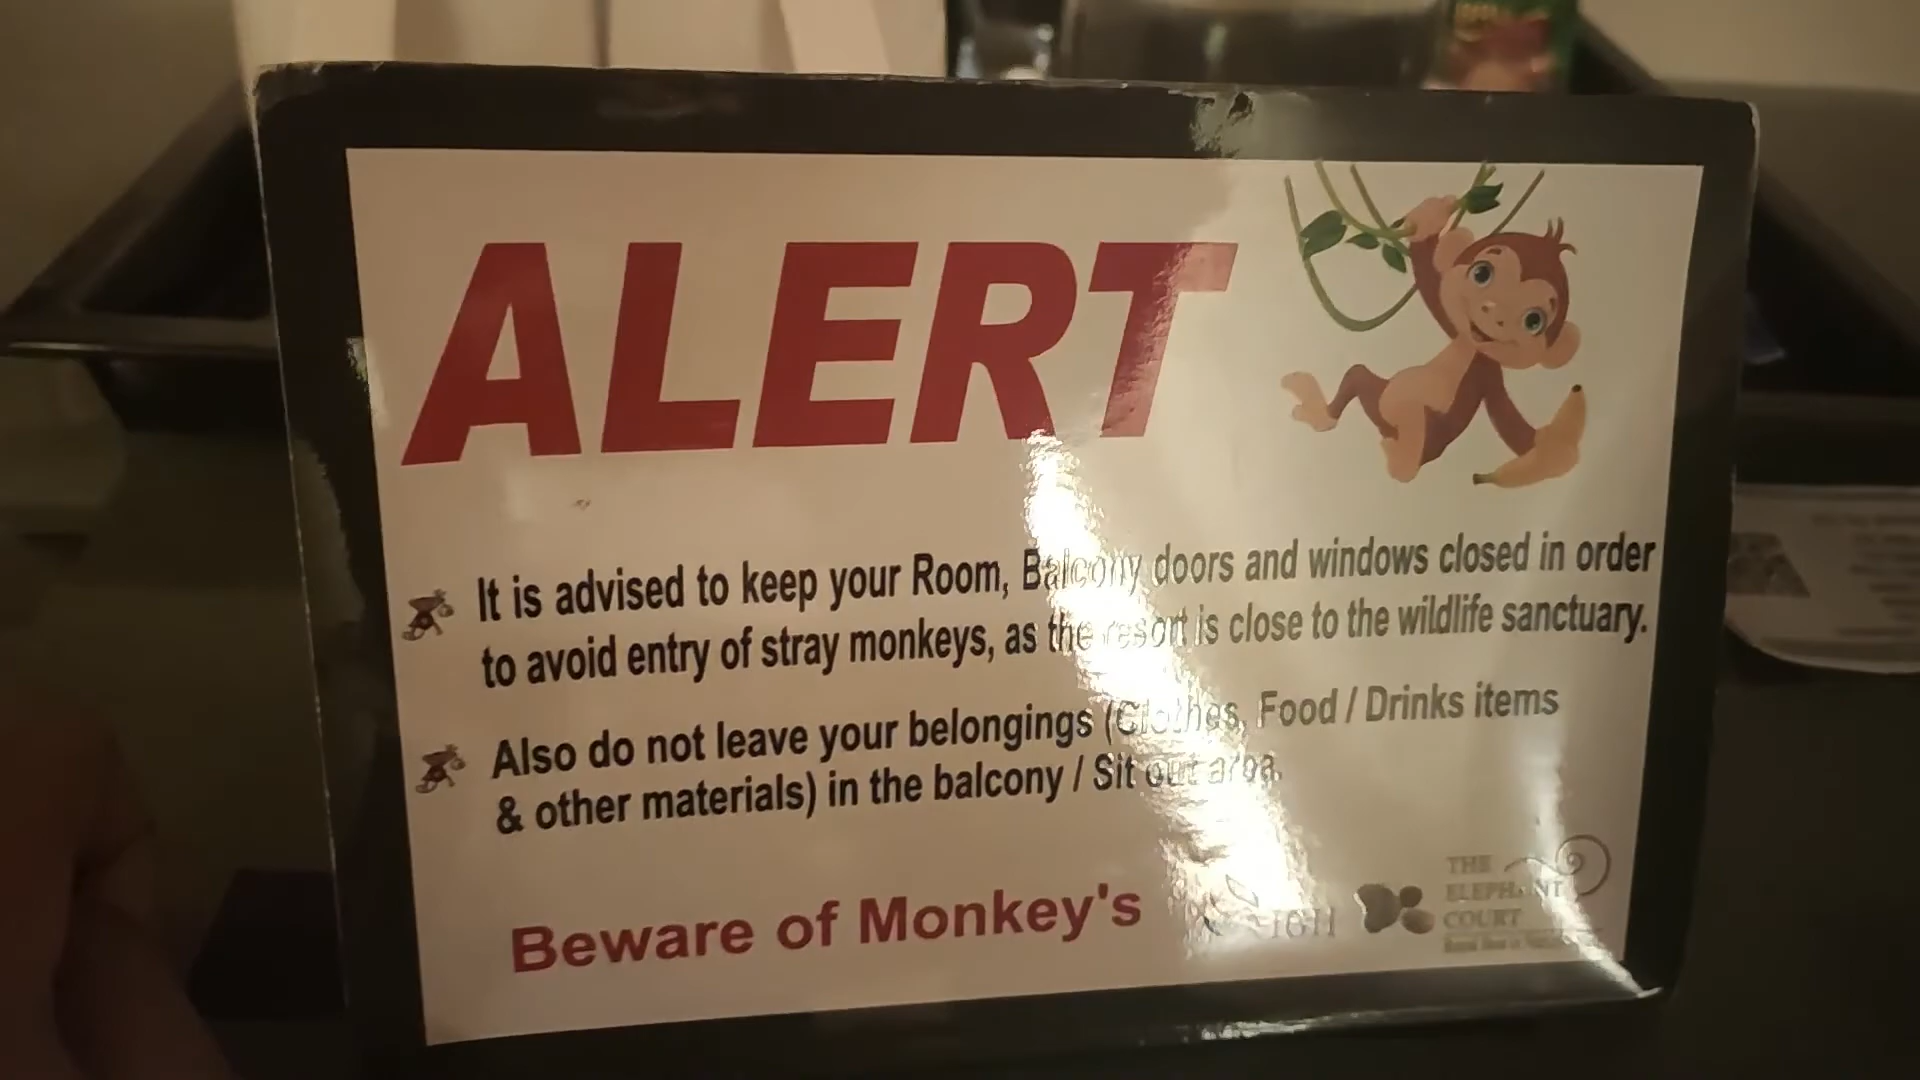 ALERT
It is advised to keep your Room, Balcony doors and windows closed in order
to avoid entry of stray monkeys, as the resort is close to the wildlife sanctuary.
Also do not leave your belongings (Clothes, Food / Drinks items
& other materials) in the balcony / Sit out area.
Beware of Monkey's
THE
ELEPHANT
COURT